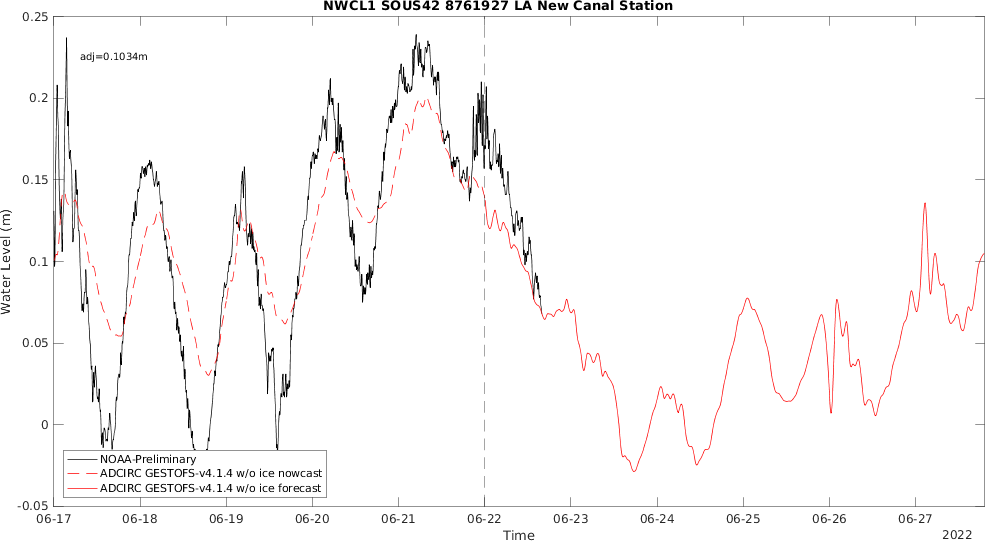 NWCL1 SOUS42 8761927 LA New Canal Station
adj=0.1034m
Water Level (m)
0.25
0.2
0.15
0.1
0.05
0
-0.05
NOAA-Preliminary
ADCIRC GESTOFS-v4.1.4 w/o ice nowcast
ADCIRC GESTOFS-v4.1.4 w/o ice forecast
06-17 06-18 06-19 06-20 06-21 06-22 06-23 06-24 06-25 06-26 06-27
Time
2022